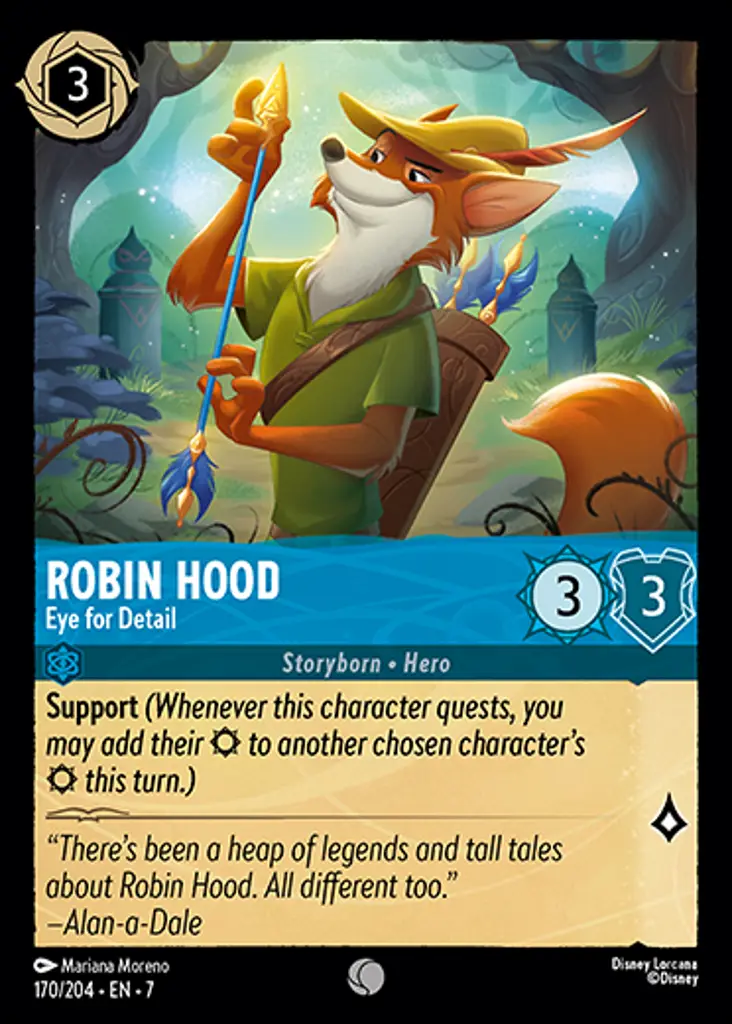 3
ROBIN HOOD
Eye for Detail
3
3
Storyborn • Hero
Support (Whenever this character quests, you
may add their to another chosen character's
this turn.)
“There's been a heap of legends and tall tales
about Robin Hood. All different too.”
–Alan-a-Dale
Mariana Moreno
170/204 • EN • 7
Disney Lorcana
©Disney